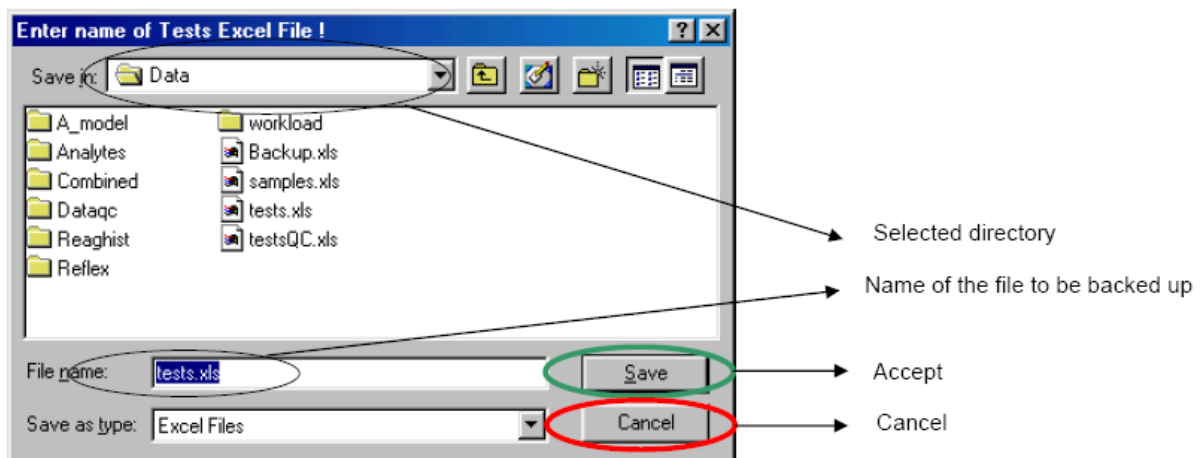 Enter name of Tests Excel File !
Save in: Data
A_model
Analytes
Combined
Dataqc
Reaghist
Reflex
workload
Backup.xls
samples.xls
tests.xls
testsQC.xls
File name: tests.xls Save
Save as type: Excel Files Cancel
Selected directory
Name of the file to be backed up
Accept
Cancel